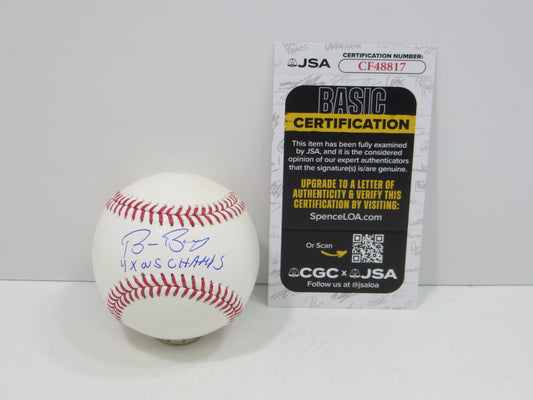 JSA
CERTIFICATION NUMBER:
CF48817
BASIC
CERTIFICATION
This item has been fully examined
by JSA, and it is the considered
opinion of our expert authenticators
that the signature(s) is/are genuine.
UPGRADE TO A LETTER OF
AUTHENTICITY & VERIFY THIS
CERTIFICATION BY VISITING:
SpenceLOA.com
Or Scan
CGC x JSA
Follow us at @jsaloa
4X WS CHAMPS